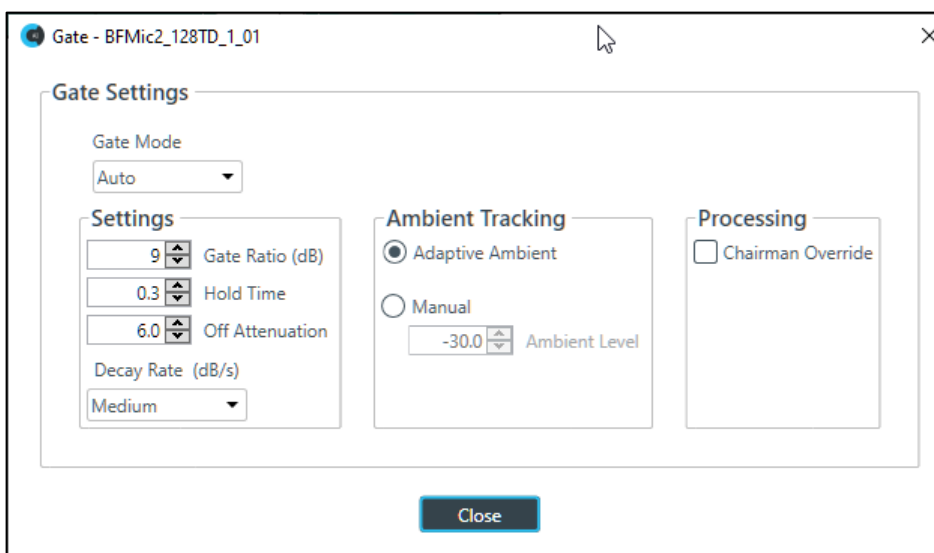 Gate - BFMic2_128TD_1_01
Gate Settings
Gate Mode
Auto
Settings
9 Gate Ratio (dB)
0.3 Hold Time
6.0 Off Attenuation
Decay Rate (dB/s)
Medium
Ambient Tracking
Adaptive Ambient
Manual
-30.0 Ambient Level
Processing
Chairman Override
Close